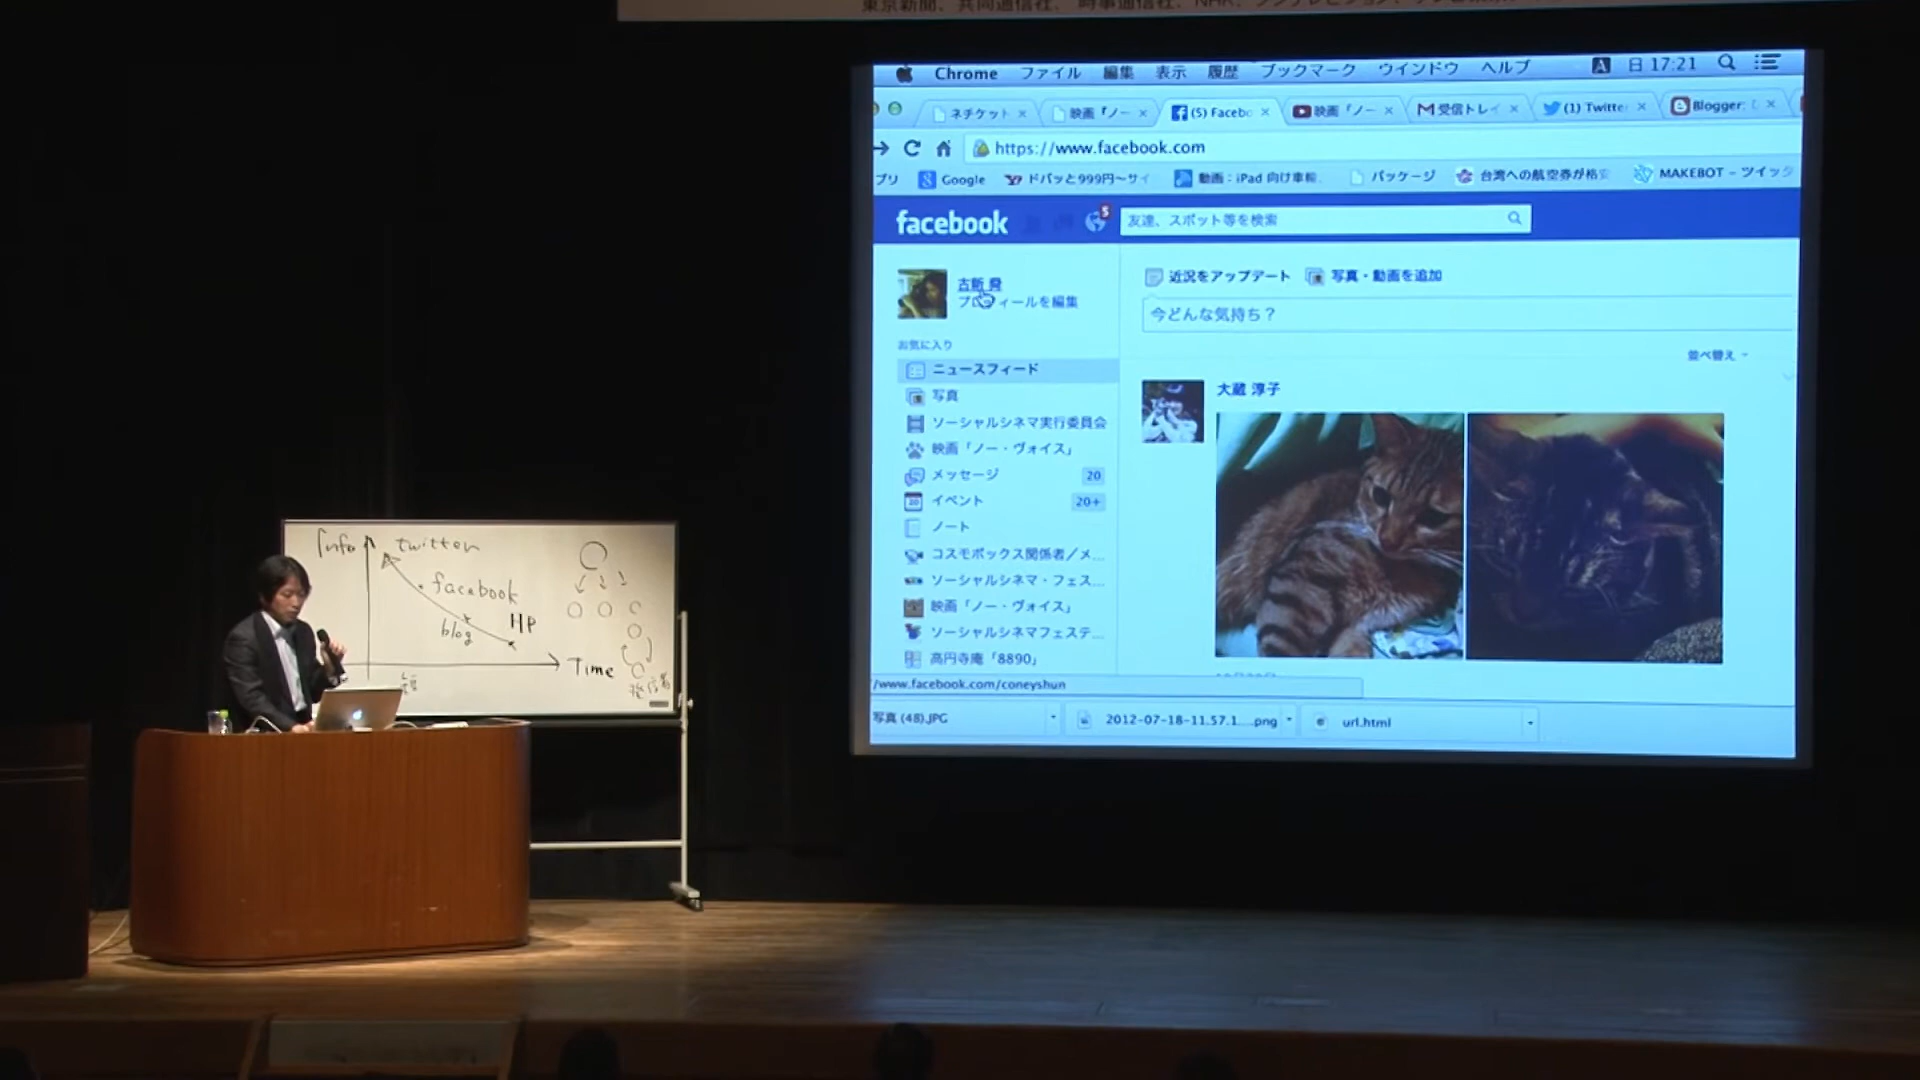 Chrome ファイル 編集 表示 履歴 ブックマーク ウインドウ ヘルプ A 日 17:21
ネチケット
映画『ノー
(5) Facebo
映画『ノー
受信トレイ
(1) Twitte
Blogger:
https://www.facebook.com
プリ
Google
ドバッと999円〜サイ
動画：iPad 向け車輪
パッケージ
台湾への航空券が格安
MAKEBOT - ツイック
facebook
5
友達、スポット等を検索
古新 舜
プロフィールを編集
近況をアップデート
写真・動画を追加
今どんな気持ち？
並べ替え
お気に入り
ニュースフィード
写真
ソーシャルシネマ実行委員会
映画「ノー・ヴォイス」
メッセージ 20
イベント 20+
ノート
コスモボックス関係者／メ...
ソーシャルシネマ・フェス...
映画「ノー・ヴォイス」
ソーシャルシネマフェステ...
高円寺庵「8890」
大蔵 淳子
/www.facebook.com/coneyshun
写真 (48).JPG
2012-07-18-11.57.1....png
url.html
Info
twitter
facebook
blog
HP
Time
発信者